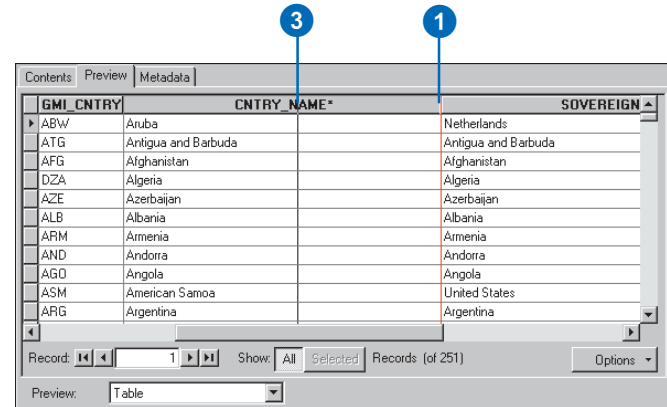 3 1
Contents Preview Metadata
GMI_CNTRY CNTRY_NAME* SOVEREIGN
ABW Aruba Netherlands
ATG Antigua and Barbuda Antigua and Barbuda
AFG Afghanistan Afghanistan
DZA Algeria Algeria
AZE Azerbaijan Azerbaijan
ALB Albania Albania
ARM Armenia Armenia
AND Andorra Andorra
AGO Angola Angola
ASM American Samoa United States
ARG Argentina Argentina
Record: 1 Show: All Selected Records (of 251) Options
Preview: Table